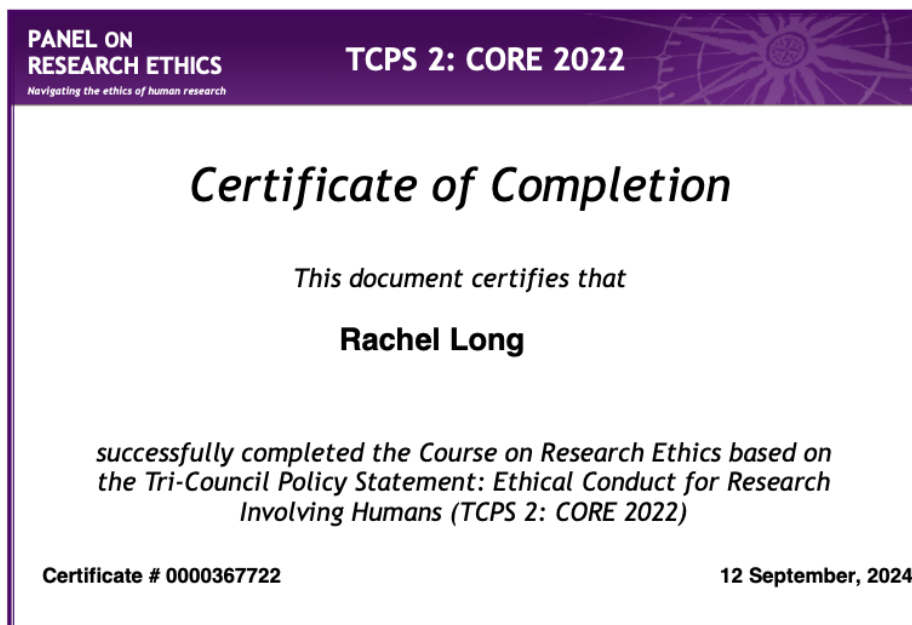 PANEL ON
RESEARCH ETHICS
Navigating the ethics of human research
TCPS 2: CORE 2022
Certificate of Completion
This document certifies that
Rachel Long
successfully completed the Course on Research Ethics based on
the Tri-Council Policy Statement: Ethical Conduct for Research
Involving Humans (TCPS 2: CORE 2022)
Certificate # 0000367722
12 September, 2024